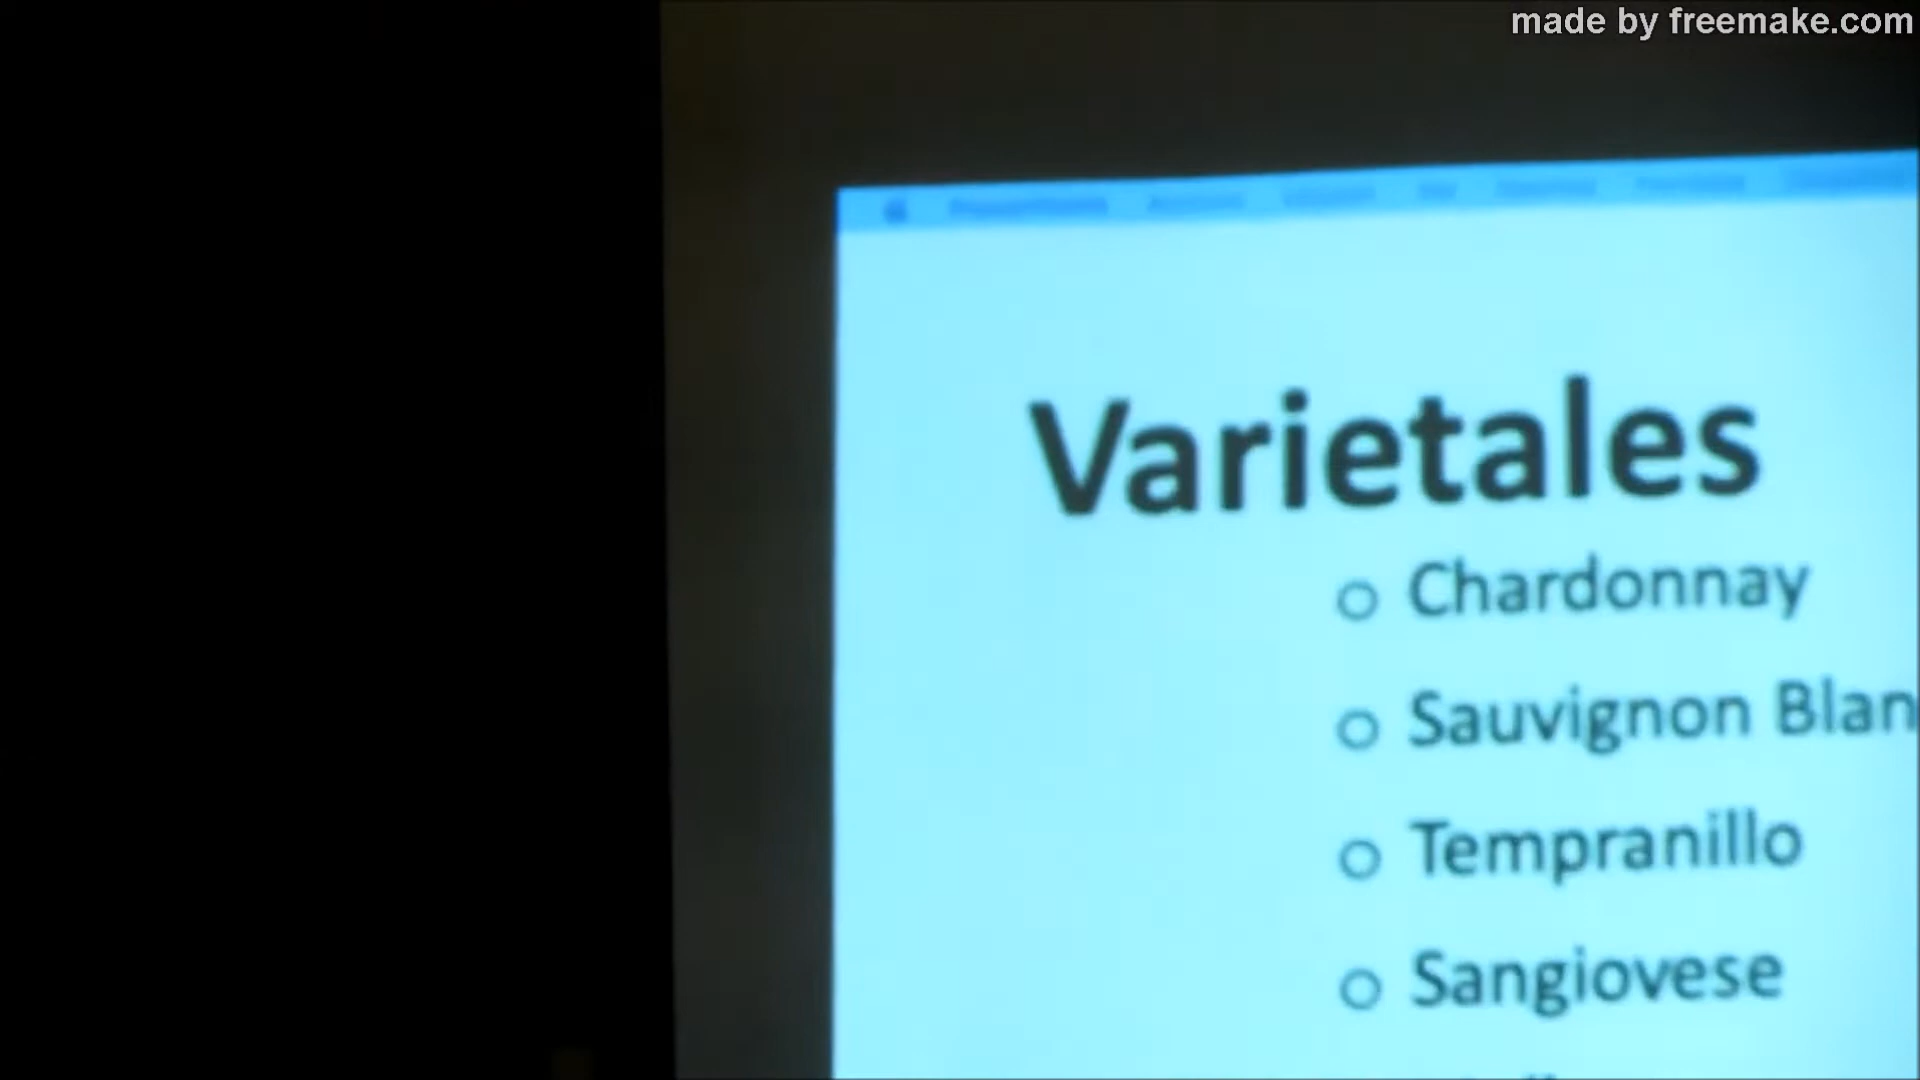 made by freemake.com
Varietales
Chardonnay
Sauvignon Blan
Tempranillo
Sangiovese